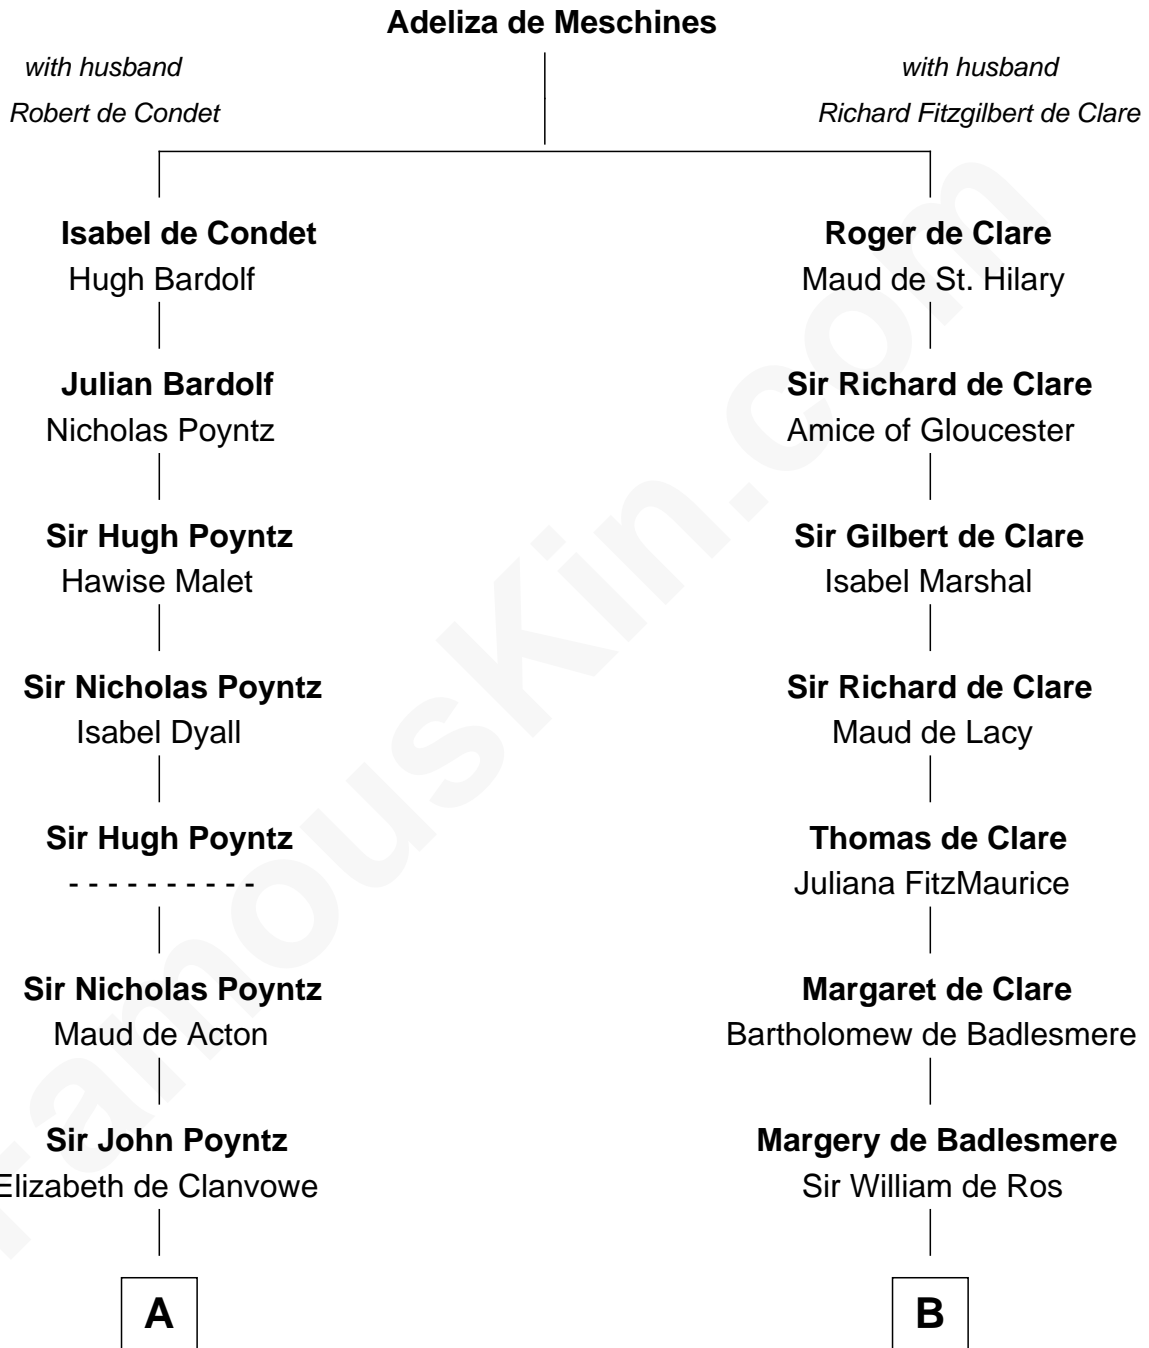 Adeliza de Meschines
with husband
Robert de Condet
with husband
Richard Fitzgilbert de Clare
Isabel de Condet
Hugh Bardolf
Roger de Clare
Maud de St. Hilary
Julian Bardolf
Nicholas Poyntz
Sir Richard de Clare
Amice of Gloucester
Sir Hugh Poyntz
Hawise Malet
Sir Gilbert de Clare
Isabel Marshal
Sir Nicholas Poyntz
Isabel Dyall
Sir Richard de Clare
Maud de Lacy
Sir Hugh Poyntz
- - - - - - - - - -
Thomas de Clare
Juliana FitzMaurice
Sir Nicholas Poyntz
Maud de Acton
Margaret de Clare
Bartholomew de Badlesmere
Sir John Poyntz
Elizabeth de Clanvowe
Margery de Badlesmere
Sir William de Ros
A
B
famouskin.com